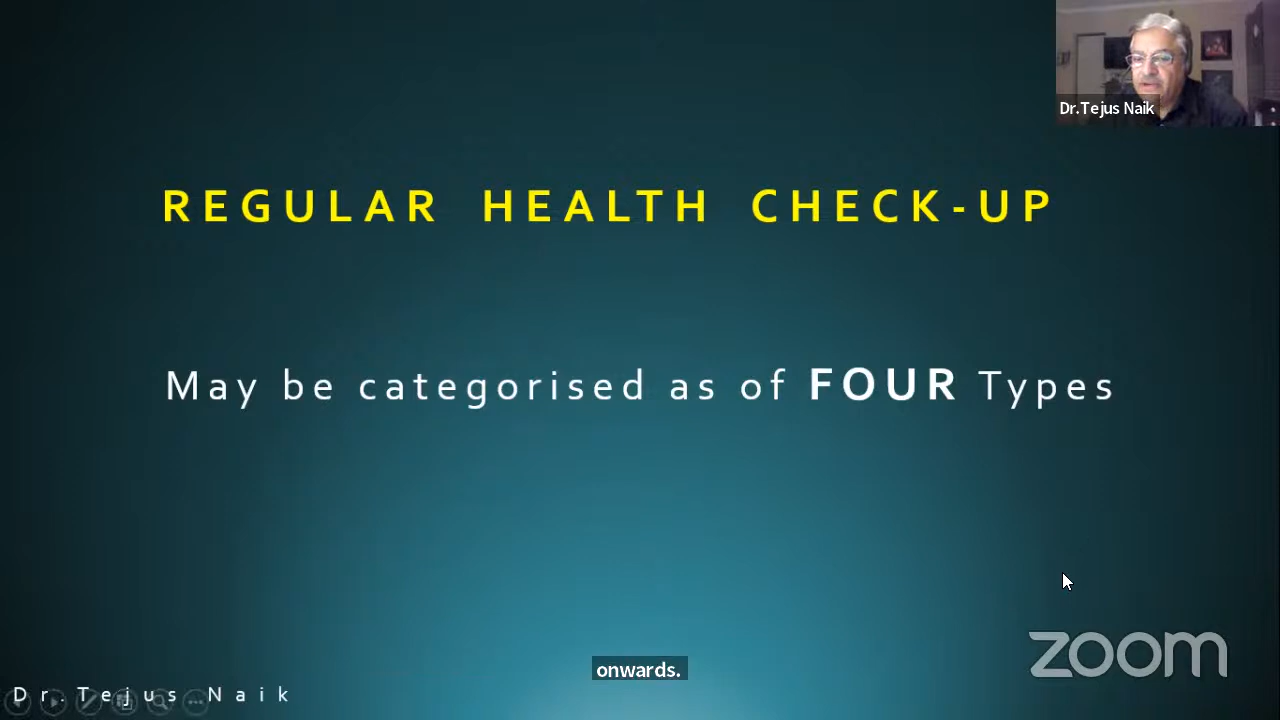 Dr.Tejus Naik
REGULAR HEALTH CHECK-UP
May be categorised as of FOUR Types
onwards.
zoom
Dr. Tejus Naik